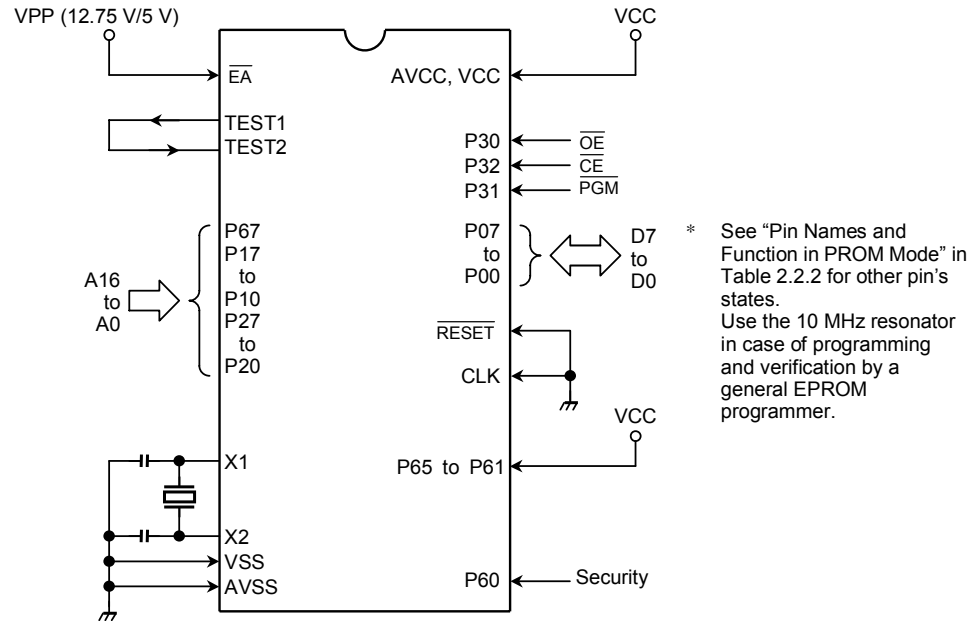 VPP (12.75 V/5 V)
VCC
EA
AVCC, VCC
TEST1
TEST2
P30
OE
P32
CE
P31
PGM
A16
to
A0
P67
P17
to
P10
P27
to
P20
P07
to
P00
D7
to
D0
* See “Pin Names and
Function in PROM Mode” in
Table 2.2.2 for other pin’s
states.
Use the 10 MHz resonator
in case of programming
and verification by a
general EPROM
programmer.
RESET
CLK
VCC
X1
P65 to P61
X2
VSS
AVSS
P60
Security